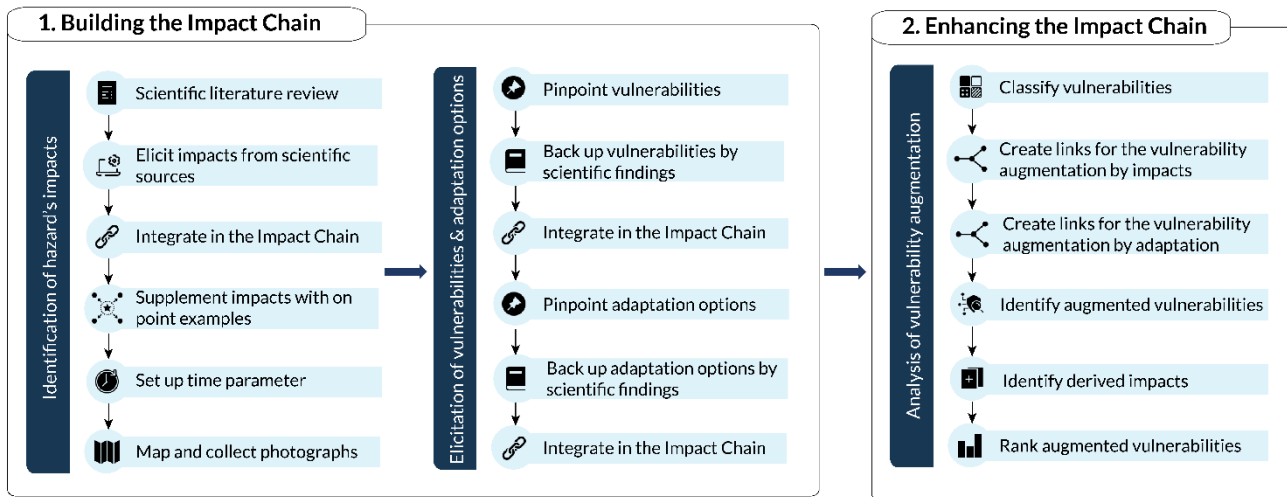 1. Building the Impact Chain
Identification of hazard's impacts
Scientific literature review
Elicit impacts from scientific
sources
Integrate in the Impact Chain
Supplement impacts with on
point examples
Set up time parameter
Map and collect photographs
Elicitation of vulnerabilities & adaptation options
Pinpoint vulnerabilities
Back up vulnerabilities by
scientific findings
Integrate in the Impact Chain
Pinpoint adaptation options
Back up adaptation options by
scientific findings
Integrate in the Impact Chain
2. Enhancing the Impact Chain
Analysis of vulnerability augmentation
Classify vulnerabilities
Create links for the vulnerability
augmentation by impacts
Create links for the vulnerability
augmentation by adaptation
Identify augmented vulnerabilities
Identify derived impacts
Rank augmented vulnerabilities